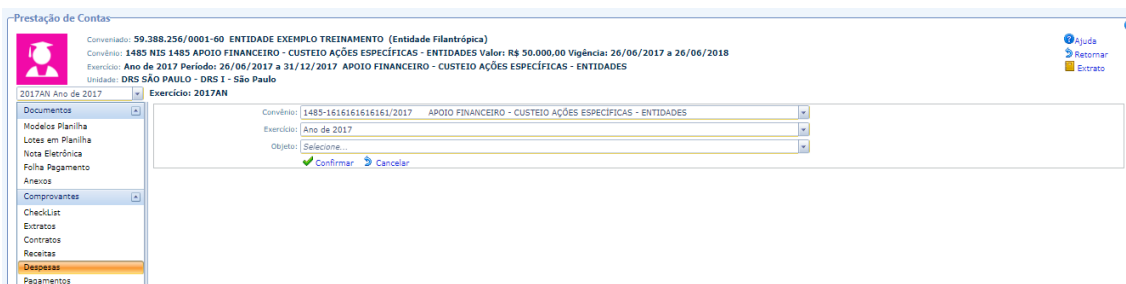 Prestação de Contas
Conveniado: 59.388.256/0001-60 ENTIDADE EXEMPLO TREINAMENTO (Entidade Filantrópica)
Convênio: 1485 NIS 1485 APOIO FINANCEIRO - CUSTEIO AÇÕES ESPECÍFICAS - ENTIDADES Valor: R$ 50.000,00 Vigência: 26/06/2017 a 26/06/2018
Exercício: Ano de 2017 Período: 26/06/2017 a 31/12/2017 APOIO FINANCEIRO - CUSTEIO AÇÕES ESPECÍFICAS - ENTIDADES
Unidade: DRS SÃO PAULO - DRS I - São Paulo
Ajuda
Retornar
Extrato
2017AN Ano de 2017
Exercício: 2017AN
Documentos
Modelos Planilha
Lotes em Planilha
Nota Eletrônica
Folha Pagamento
Anexos
Comprovantes
CheckList
Extratos
Contratos
Receitas
Despesas
Pagamentos
Convênio: 1485-1616161616161/2017 APOIO FINANCEIRO - CUSTEIO AÇÕES ESPECÍFICAS - ENTIDADES
Exercício: Ano de 2017
Objeto: Selecione...
Confirmar Cancelar